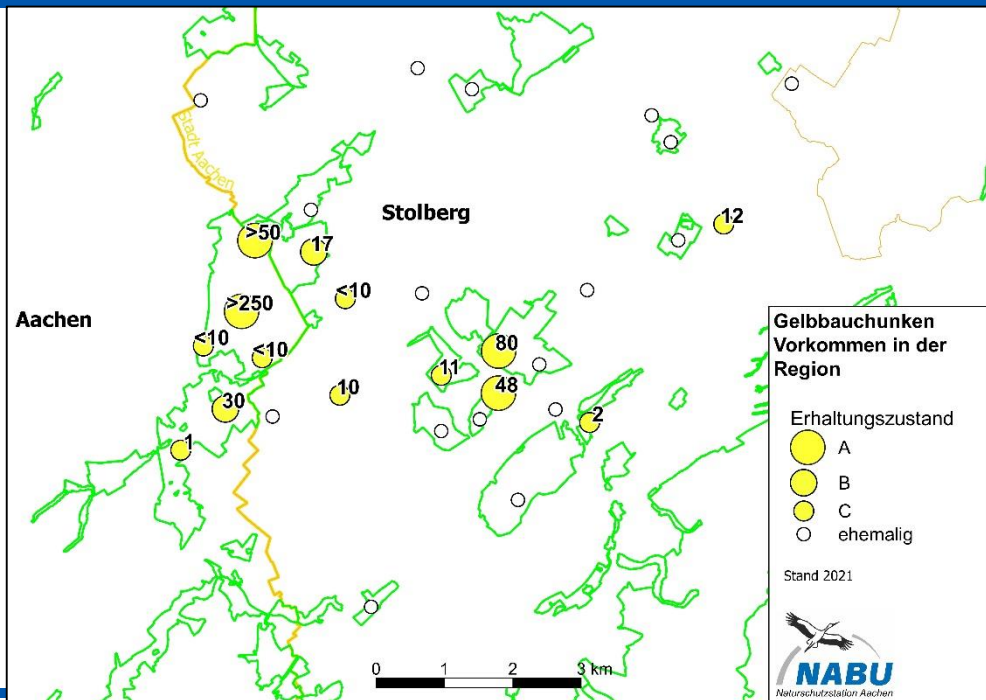 Stadt Aachen
12
Stolberg
>50
17
<10
>250
Aachen
<10
<10
80
11
48
10
30
2
1
Gelbbauchunken
Vorkommen in der
Region
Erhaltungszustand
A
B
C
ehemalig
Stand 2021
0 1 2 3 km
NABU
Naturschutzstation Aachen